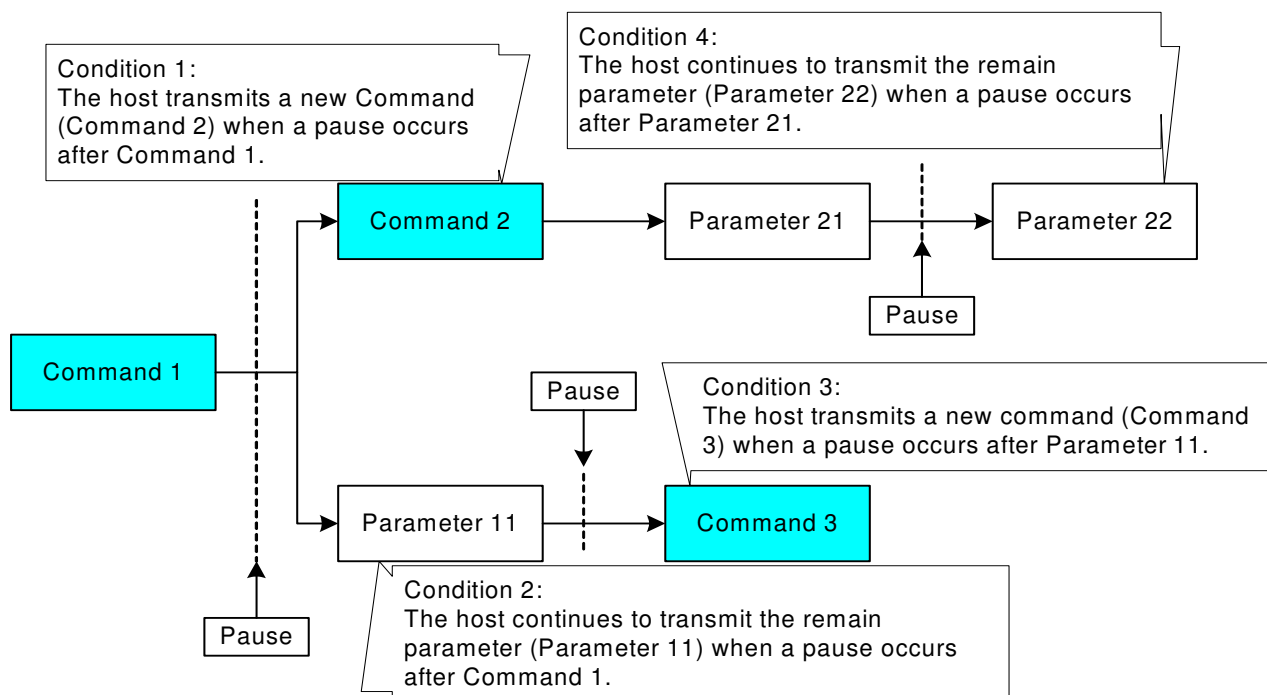 Condition 1:
The host transmits a new Command
(Command 2) when a pause occurs
after Command 1.
Condition 4:
The host continues to transmit the remain
parameter (Parameter 22) when a pause occurs
after Parameter 21.
Command 2
Parameter 21
Parameter 22
Pause
Command 1
Pause
Condition 3:
The host transmits a new command (Command
3) when a pause occurs after Parameter 11.
Parameter 11
Command 3
Condition 2:
The host continues to transmit the remain
parameter (Parameter 11) when a pause occurs
after Command 1.
Pause